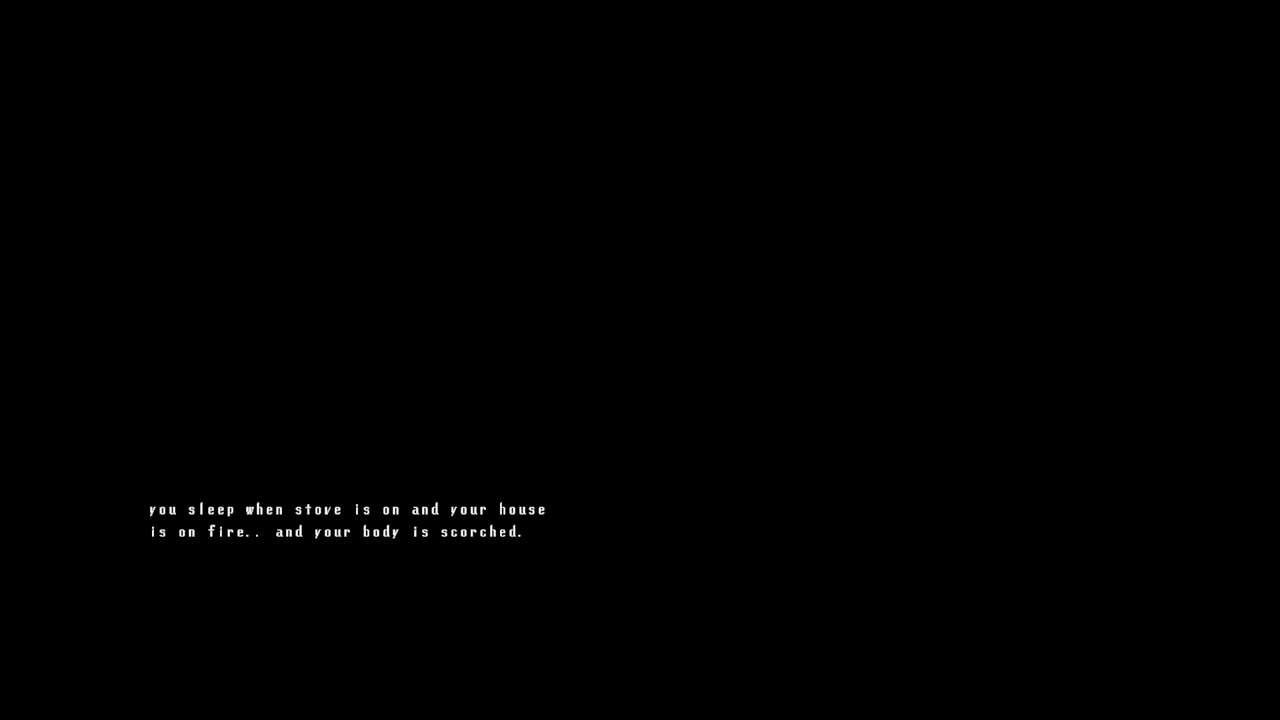 you sleep when stove is on and your house
is on fire.. and your body is scorched.